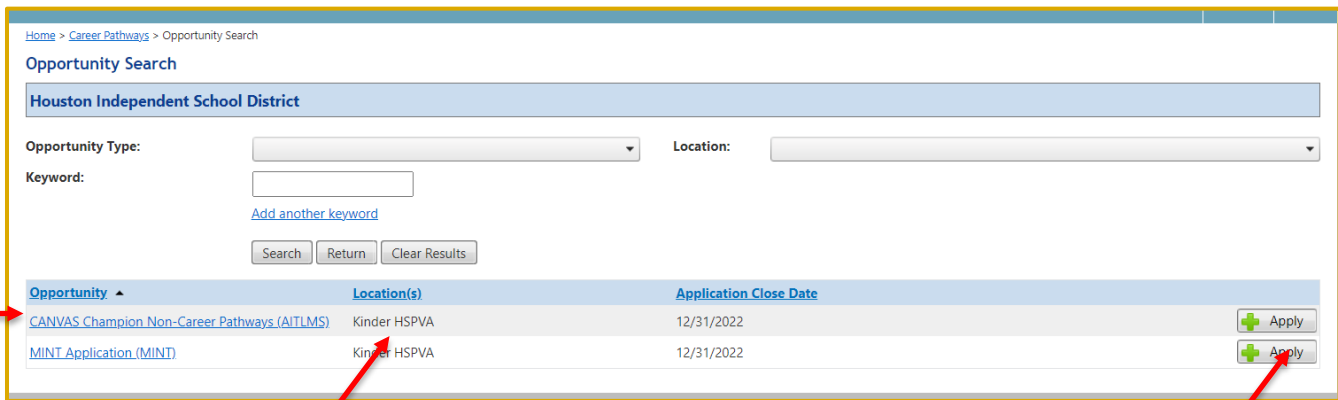 Home > Career Pathways > Opportunity Search
Opportunity Search
Houston Independent School District
Opportunity Type: Location:
Keyword:
Add another keyword
Search Return Clear Results
Opportunity ▲ Location(s) Application Close Date
CANVAS Champion Non-Career Pathways (AITLMS) Kinder HSPVA 12/31/2022 Apply
MINT Application (MINT) Kinder HSPVA 12/31/2022 Apply